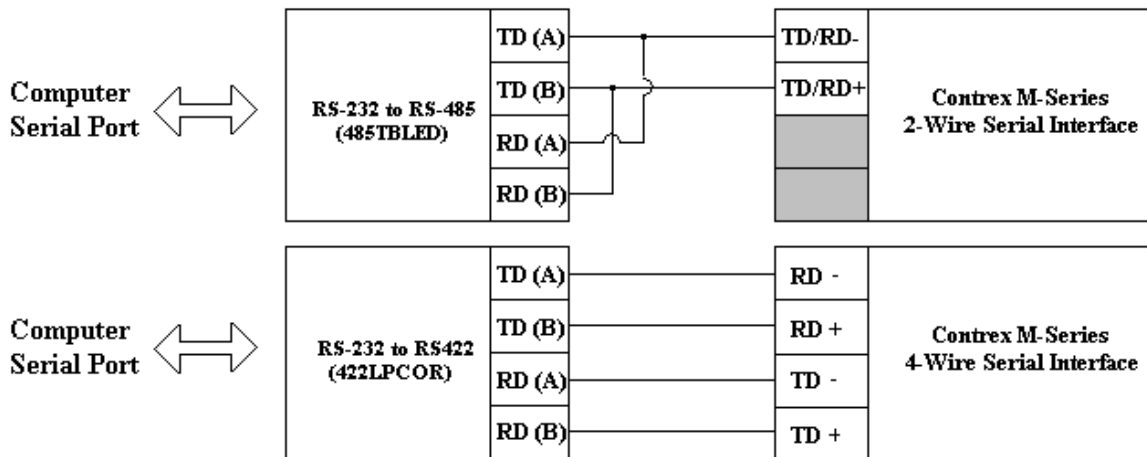 Computer
Serial Port
RS-232 to RS-485
(485TBLED)
TD (A)
TD (B)
RD (A)
RD (B)
TD/RD-
TD/RD+
Contrex M-Series
2-Wire Serial Interface
Computer
Serial Port
RS-232 to RS422
(422LPCOR)
TD (A)
TD (B)
RD (A)
RD (B)
RD -
RD +
TD -
TD +
Contrex M-Series
4-Wire Serial Interface